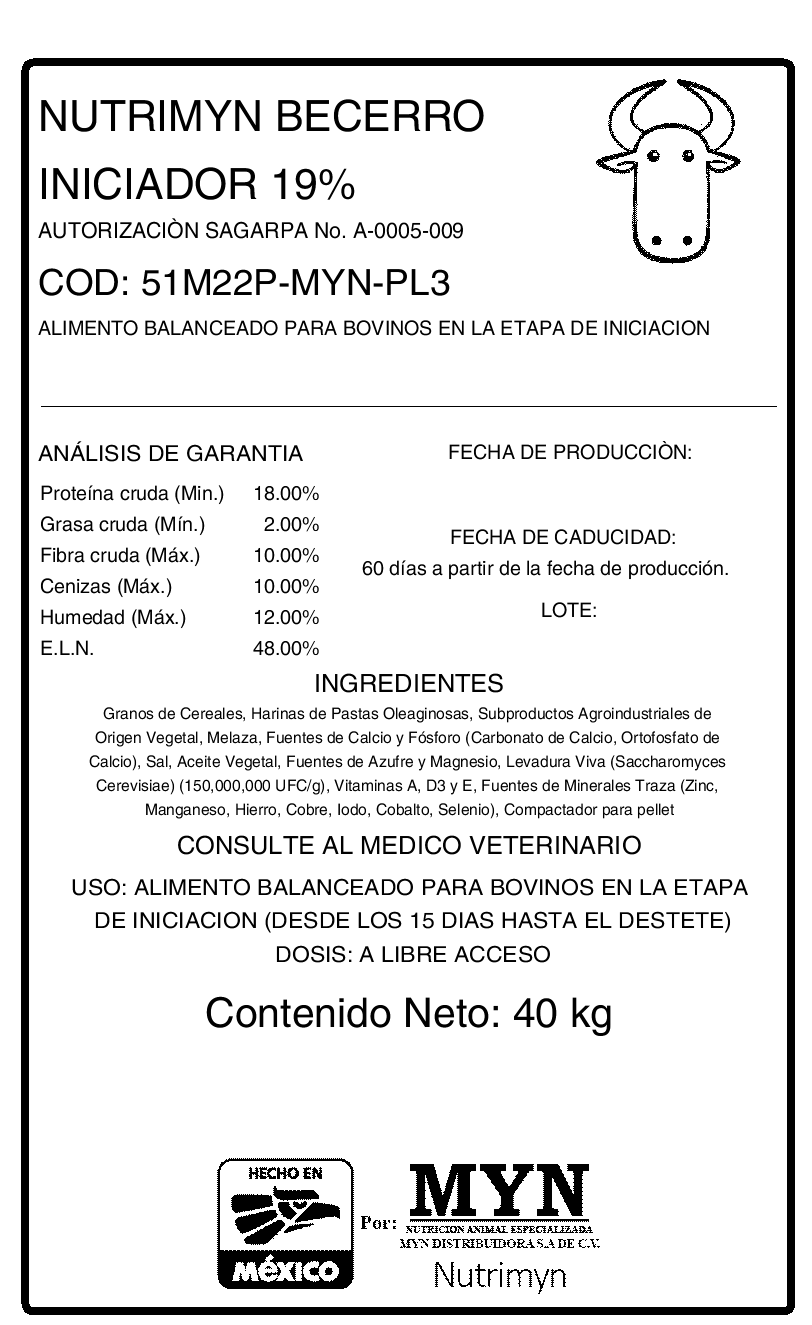 NUTRIMYN BECERRO
INICIADOR 19%
AUTORIZACIÒN SAGARPA No. A-0005-009
COD: 51M22P-MYN-PL3
ALIMENTO BALANCEADO PARA BOVINOS EN LA ETAPA DE INICIACION
ANÁLISIS DE GARANTIA
Proteína cruda (Min.) 18.00%
Grasa cruda (Mín.) 2.00%
Fibra cruda (Máx.) 10.00%
Cenizas (Máx.) 10.00%
Humedad (Máx.) 12.00%
E.L.N. 48.00%
FECHA DE PRODUCCIÒN:
FECHA DE CADUCIDAD:
60 días a partir de la fecha de producción.
LOTE:
INGREDIENTES
Granos de Cereales, Harinas de Pastas Oleaginosas, Subproductos Agroindustriales de
Origen Vegetal, Melaza, Fuentes de Calcio y Fósforo (Carbonato de Calcio, Ortofosfato de
Calcio), Sal, Aceite Vegetal, Fuentes de Azufre y Magnesio, Levadura Viva (Saccharomyces
Cerevisiae) (150,000,000 UFC/g), Vitaminas A, D3 y E, Fuentes de Minerales Traza (Zinc,
Manganeso, Hierro, Cobre, Iodo, Cobalto, Selenio), Compactador para pellet
CONSULTE AL MEDICO VETERINARIO
USO: ALIMENTO BALANCEADO PARA BOVINOS EN LA ETAPA
DE INICIACION (DESDE LOS 15 DIAS HASTA EL DESTETE)
DOSIS: A LIBRE ACCESO
Contenido Neto: 40 kg
HECHO EN
MéXICO
Por:
MYN
NUTRICION ANIMAL ESPECIALIZADA
MYN DISTRIBUIDORA S.A DE C.V.
Nutrimyn